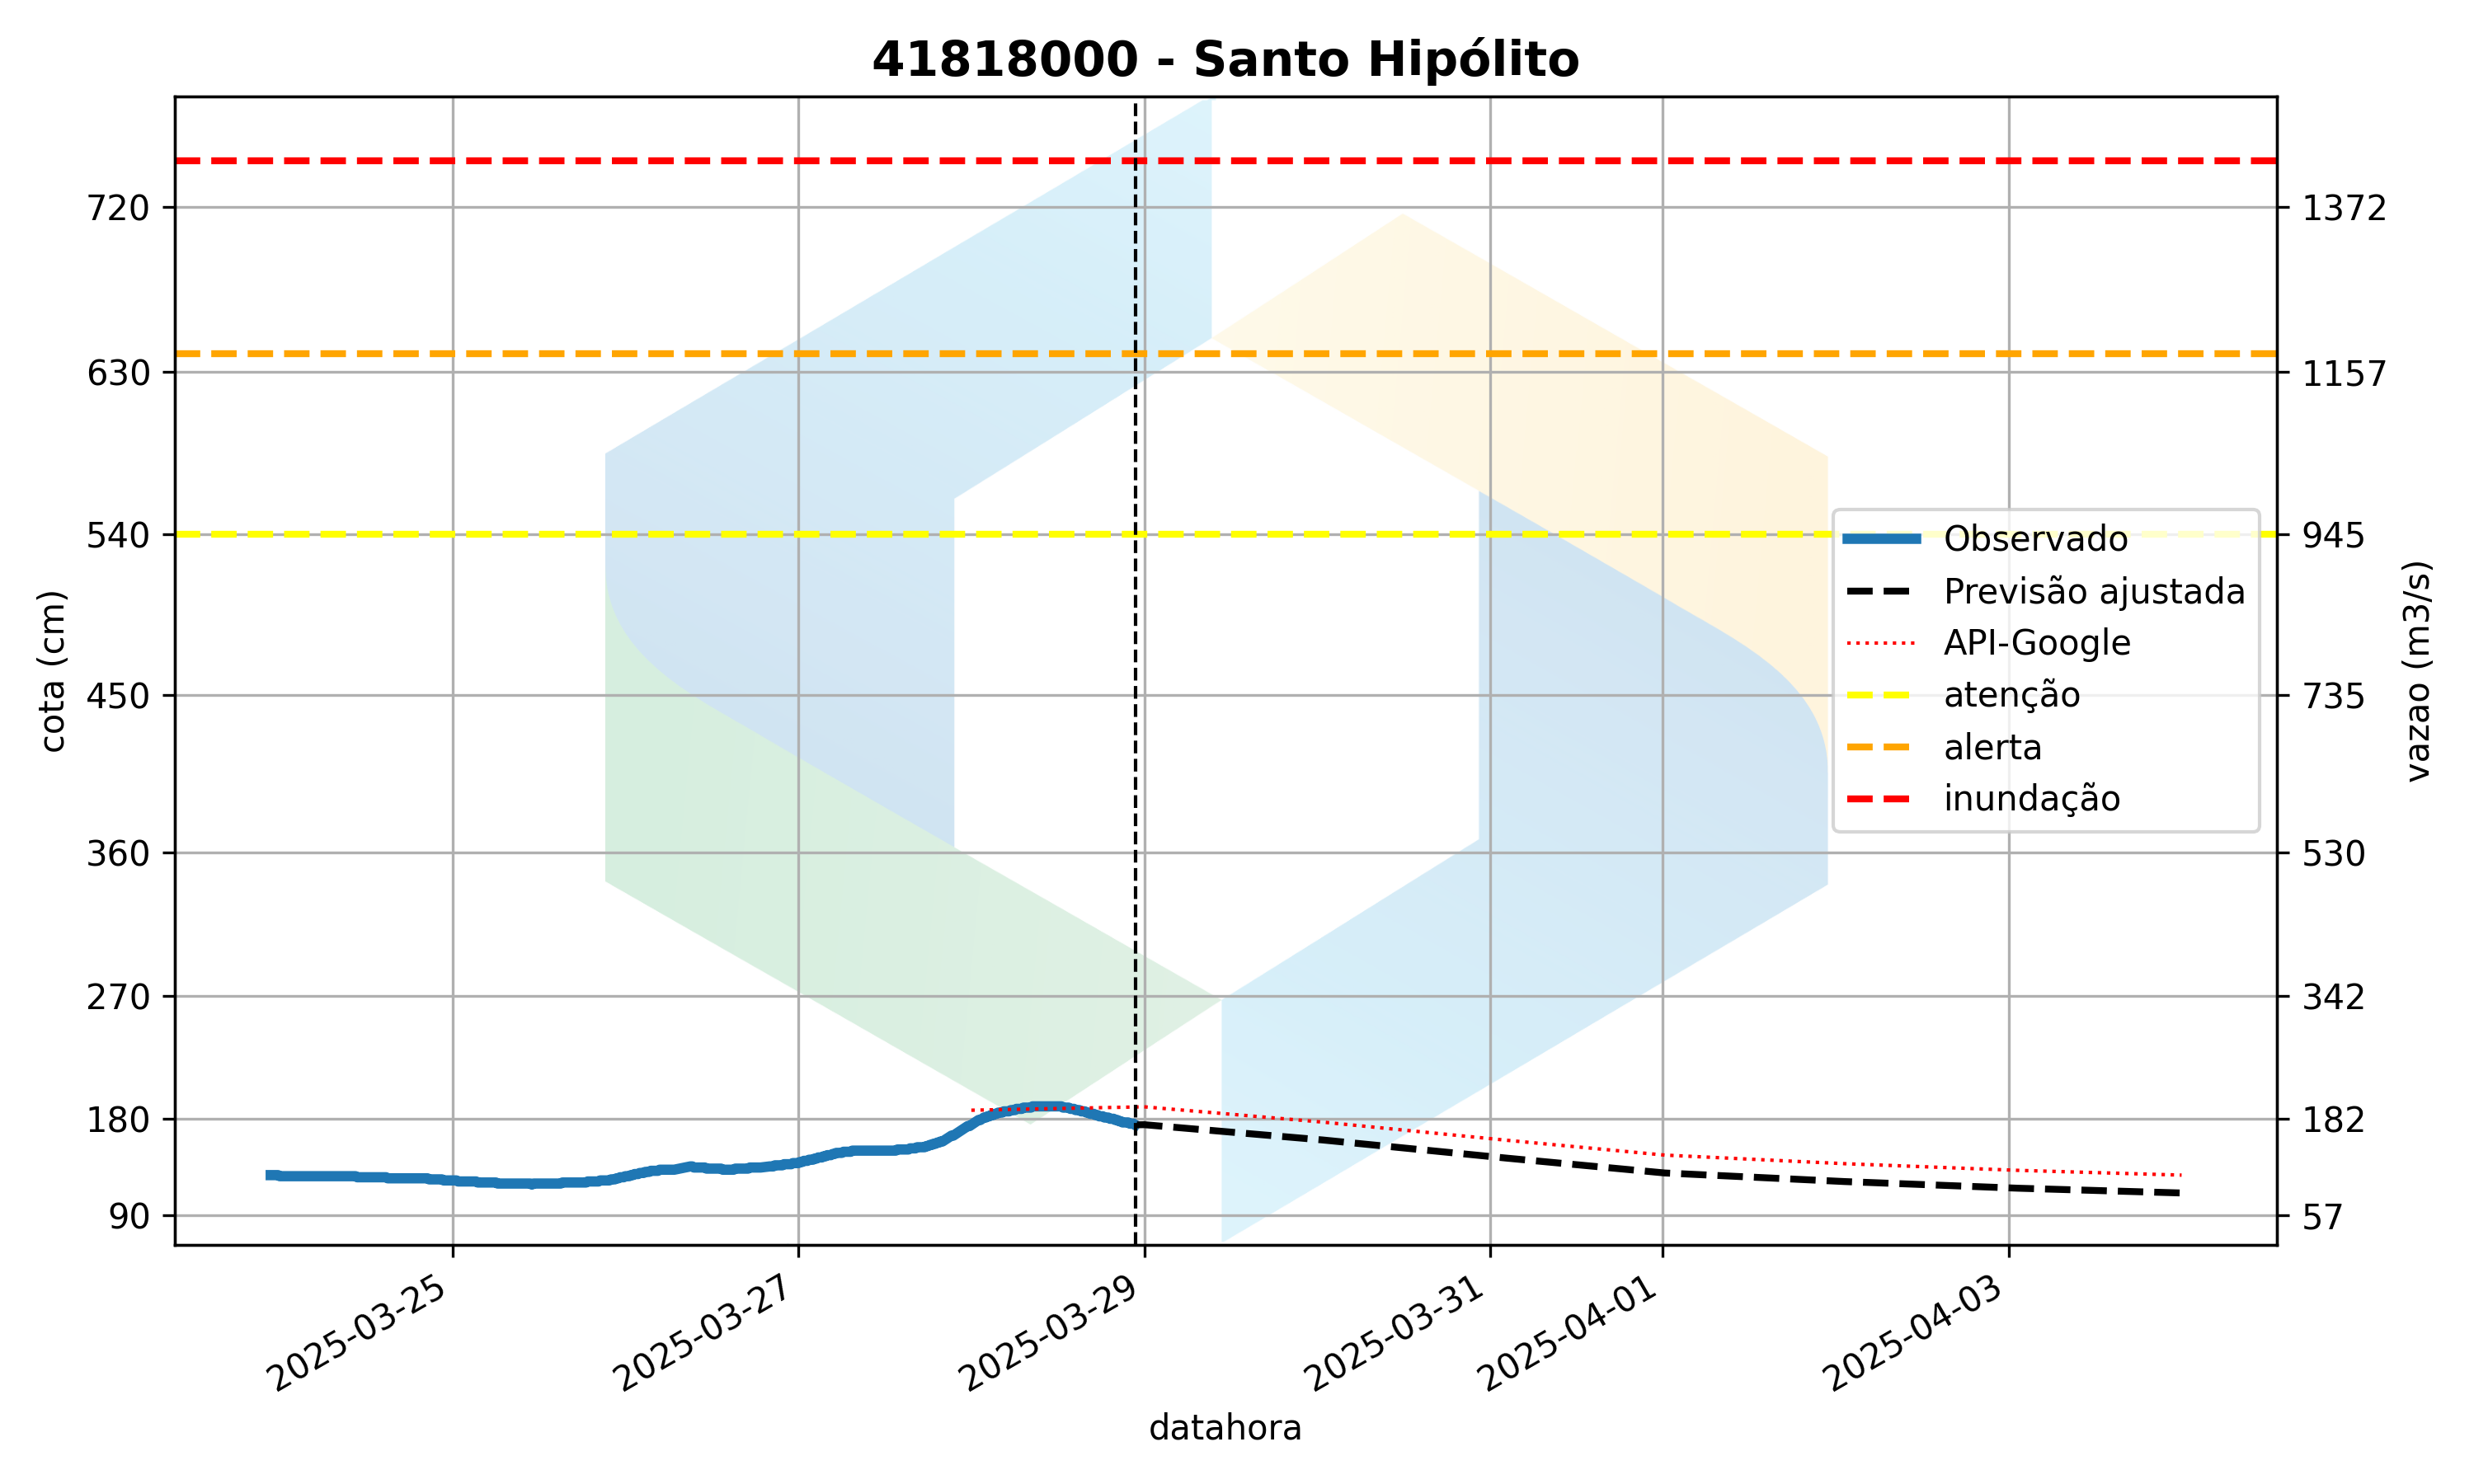 41818000 - Santo Hipólito
720
630
540
450
360
270
180
90
cota (cm)
1372
1157
945
735
530
342
182
57
vazao (m3/s)
Observado
Previsão ajustada
API-Google
atenção
alerta
inundação
2025-03-25
2025-03-27
2025-03-29
2025-03-31
2025-04-01
2025-04-03
datahora